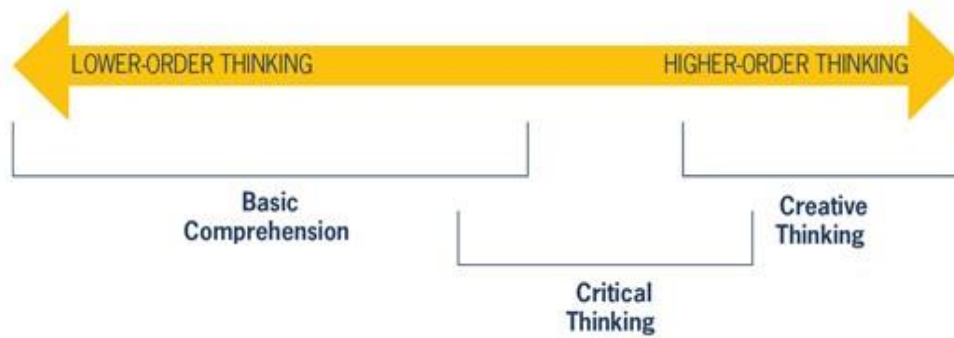 LOWER-ORDER THINKING
HIGHER-ORDER THINKING
Basic
Comprehension
Creative
Thinking
Critical
Thinking